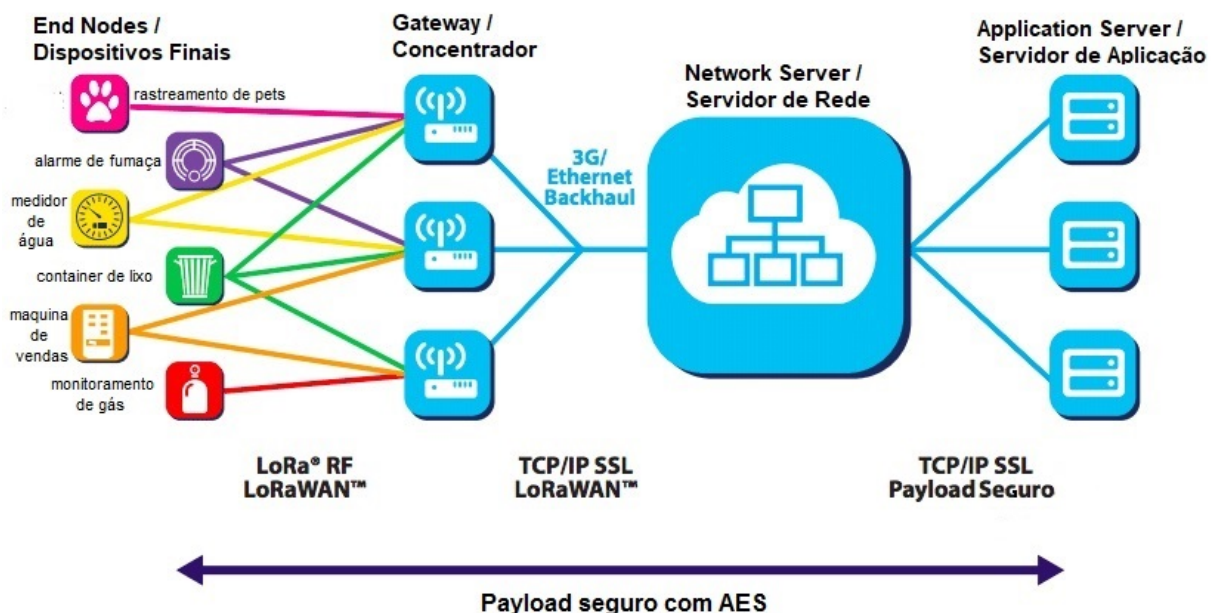 End Nodes /
Dispositivos Finais
Gateway /
Concentrador
Network Server /
Servidor de Rede
Application Server /
Servidor de Aplicação
rastreamento de pets
alarme de fumaça
medidor
de
água
container de lixo
maquina
de
vendas
monitoramento
de gás
3G/
Ethernet
Backhaul
LoRa® RF
LoRaWAN™
TCP/IP SSL
LoRaWAN™
TCP/IP SSL
Payload Seguro
Payload seguro com AES